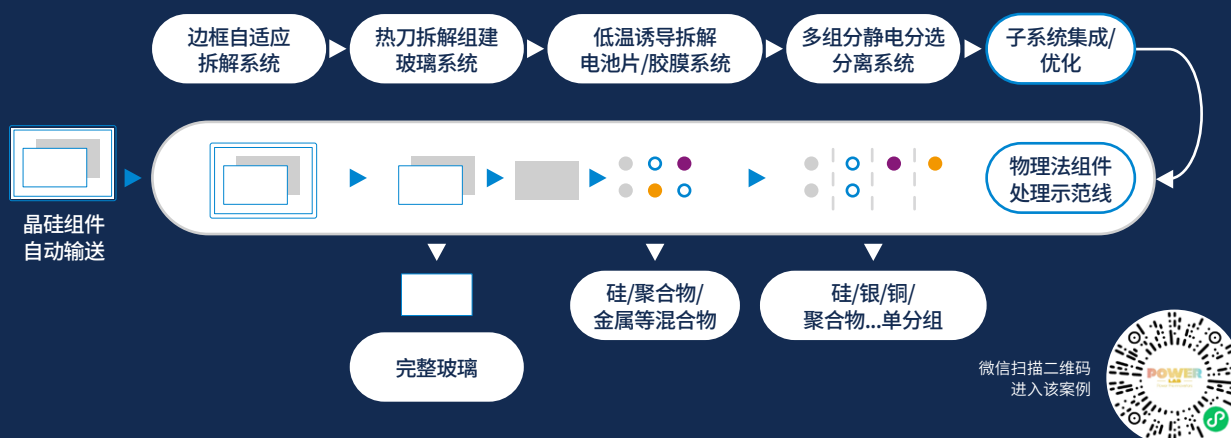 边框自适应
拆解系统
热刀拆解组建
玻璃系统
低温诱导拆解
电池片/胶膜系统
多组分静电分选
分离系统
子系统集成/
优化
晶硅组件
自动输送
物理法组件
处理示范线
完整玻璃
硅/聚合物/
金属等混合物
硅/银/铜/
聚合物...单分组
微信扫描二维码
进入该案例
POWER
LAB